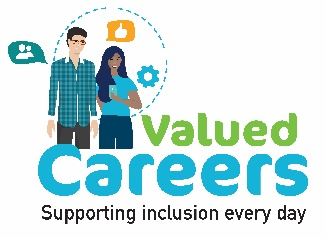 Valued
Careers
Supporting inclusion every day